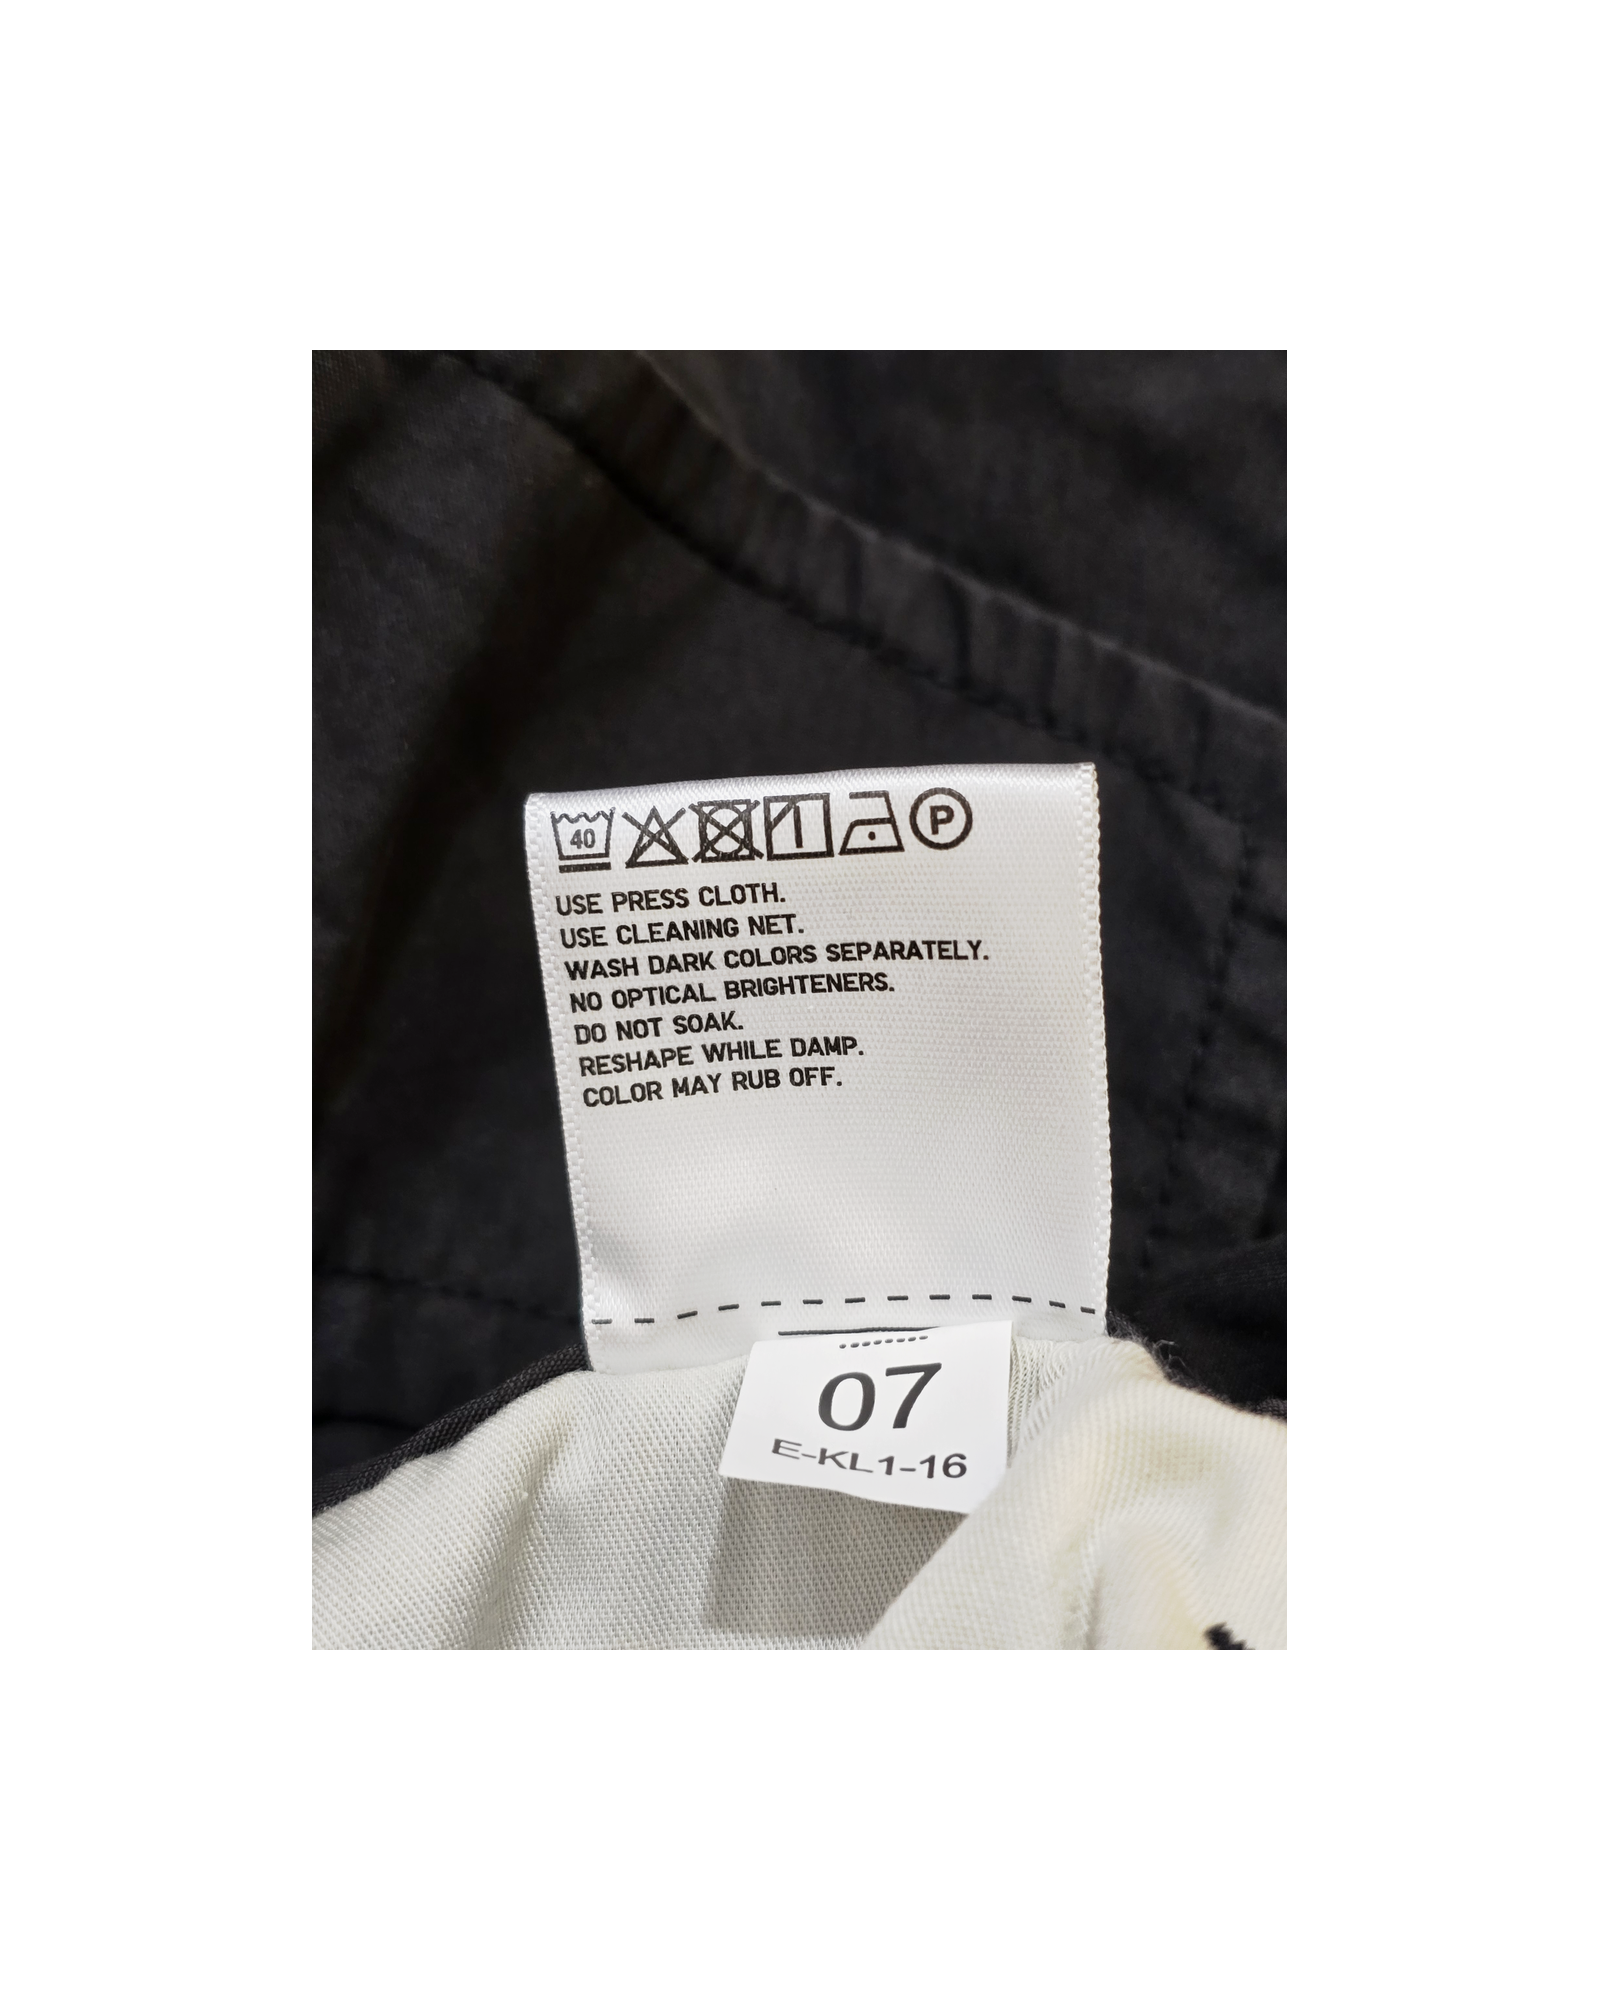 40
P
USE PRESS CLOTH.
USE CLEANING NET.
WASH DARK COLORS SEPARATELY.
NO OPTICAL BRIGHTENERS.
DO NOT SOAK.
RESHAPE WHILE DAMP.
COLOR MAY RUB OFF.
07
E-KL1-16